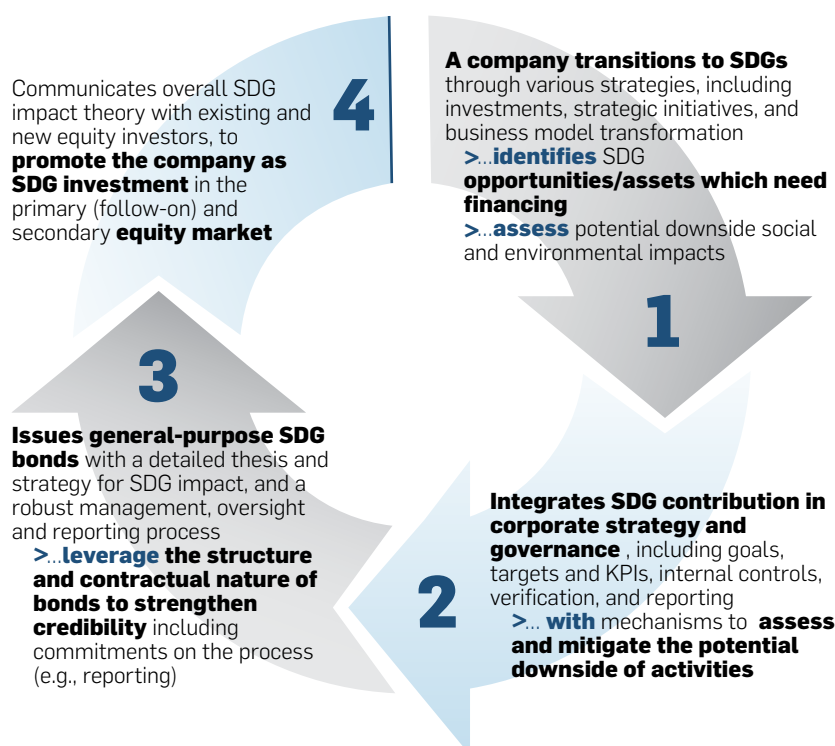 1
A company transitions to SDGs
through various strategies, including
investments, strategic initiatives, and
business model transformation
>...identifies SDG
opportunities/assets which need
financing
>...assess potential downside social
and environmental impacts
2
Integrates SDG contribution in
corporate strategy and
governance , including goals,
targets and KPIs, internal controls,
verification, and reporting
>... with mechanisms to assess
and mitigate the potential
downside of activities
3
Issues general-purpose SDG
bonds with a detailed thesis and
strategy for SDG impact, and a
robust management, oversight
and reporting process
>...leverage the structure
and contractual nature of
bonds to strengthen
credibility including
commitments on the process
(e.g., reporting)
4
Communicates overall SDG
impact theory with existing and
new equity investors, to
promote the company as
SDG investment in the
primary (follow-on) and
secondary equity market